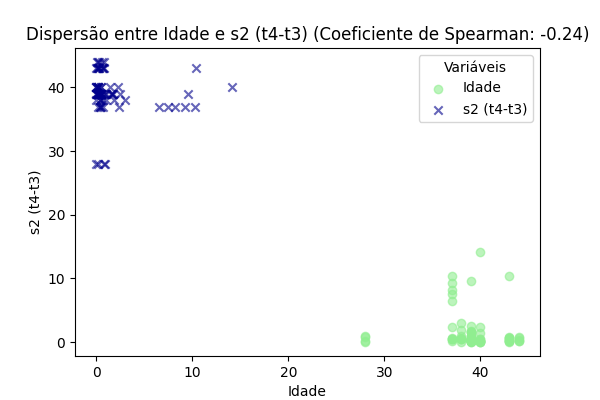 Dispersão entre Idade e s2 (t4-t3) (Coeficiente de Spearman: -0.24)
Variáveis
Idade
s2 (t4-t3)
s2 (t4-t3)
40
30
20
10
0
0 10 20 30 40
Idade